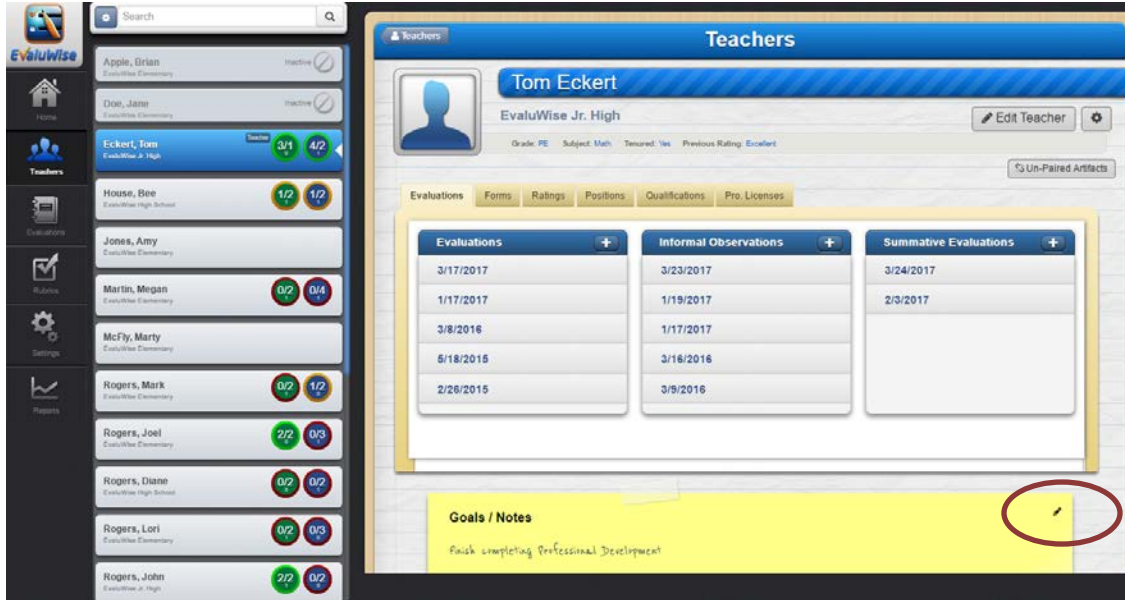 Search
EvaluWise
Home
Teachers
Evaluations
Rubrics
Settings
Reports
Apple, Brian
EvaluWise Elementary
Inactive
Doe, Jane
EvaluWise Elementary
Inactive
Eckert, Tom
EvaluWise Jr. High
Teacher
3/1
4/2
House, Bee
EvaluWise High School
1/2
1/2
Jones, Amy
EvaluWise Elementary
Martin, Megan
EvaluWise Elementary
0/2
0/4
McFly, Marty
EvaluWise Elementary
Rogers, Mark
EvaluWise Elementary
0/2
1/2
Rogers, Joel
EvaluWise Elementary
2/2
0/3
Rogers, Diane
EvaluWise High School
0/2
0/2
Rogers, Lori
EvaluWise Elementary
0/2
0/3
Rogers, John
EvaluWise Jr. High
2/2
0/2
Teachers
Teachers
Tom Eckert
EvaluWise Jr. High
Edit Teacher
Grade: PE Subject: Math Tenured: Yes Previous Rating: Excellent
Un-Paired Artifacts
Evaluations Forms Ratings Positions Qualifications Pro. Licenses
Evaluations
3/17/2017
1/17/2017
3/8/2016
5/18/2015
2/26/2015
Informal Observations
3/23/2017
1/19/2017
1/17/2017
3/16/2016
3/9/2016
Summative Evaluations
3/24/2017
2/3/2017
Goals / Notes
Finish completing Professional Development